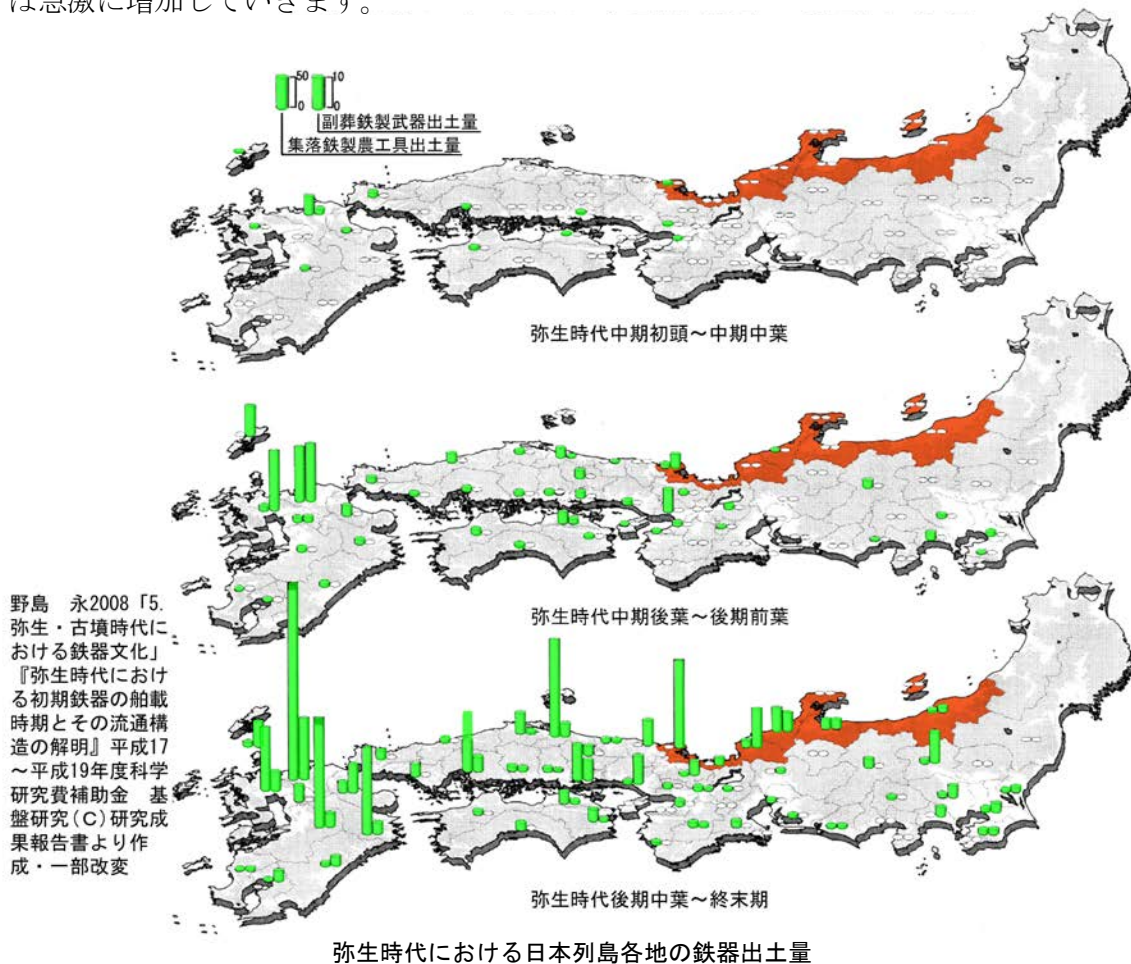 は急激に増加していきます。
50 10
0 0
副葬鉄製武器出土量
集落鉄製農工具出土量
弥生時代中期初頭～中期中葉
弥生時代中期後葉～後期前葉
野島　永2008「5.
弥生・古墳時代に
おける鉄器文化」
『弥生時代におけ
る初期鉄器の舶載
時期とその流通構
造の解明』平成17
～平成19年度科学
研究費補助金　基
盤研究(C)研究成
果報告書より作
成・一部改変
弥生時代後期中葉～終末期
弥生時代における日本列島各地の鉄器出土量